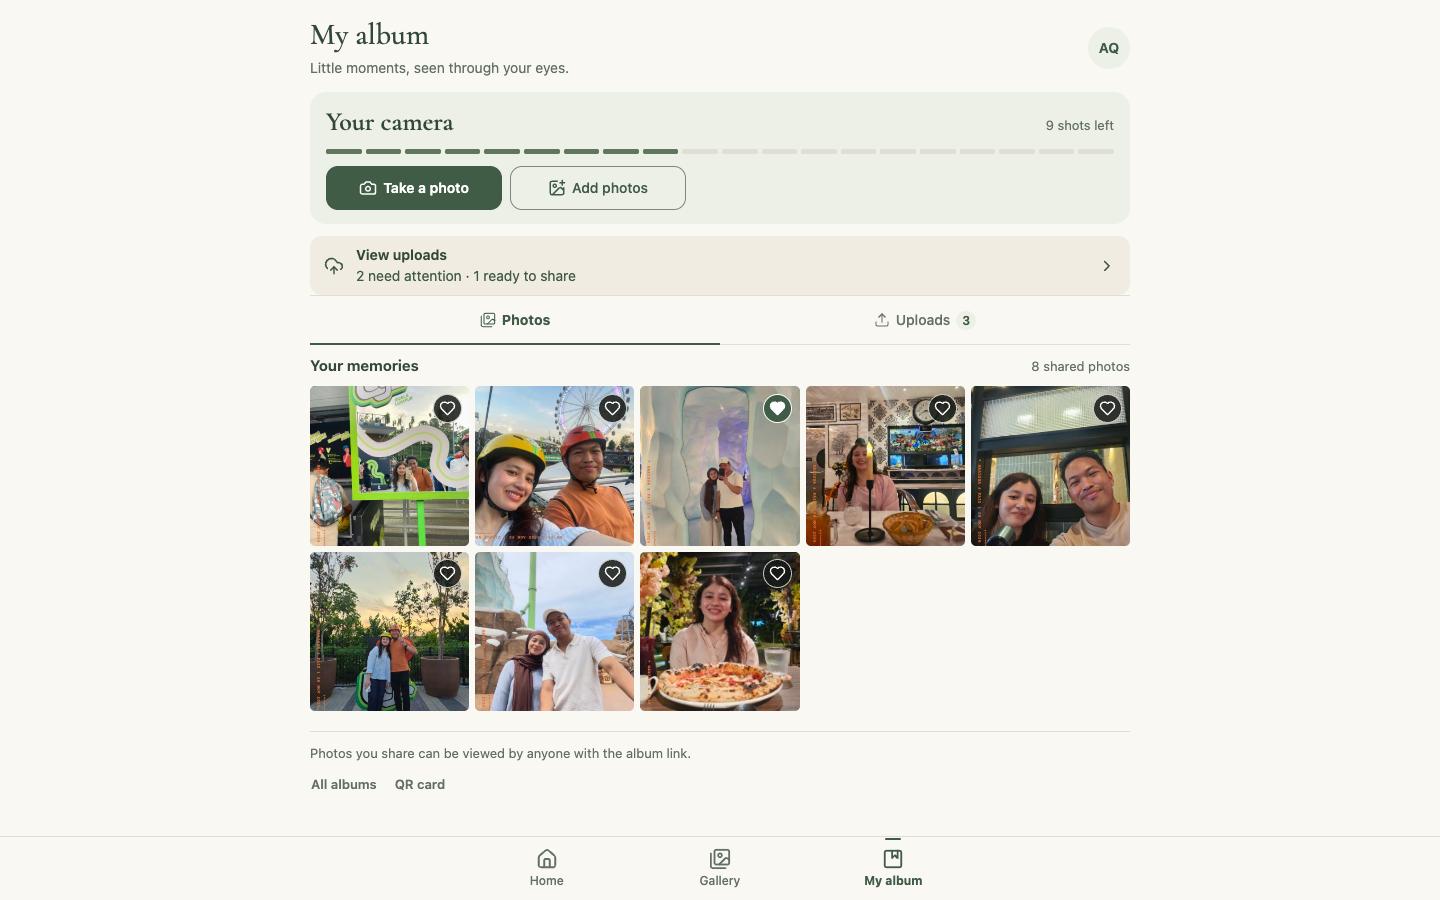 My album
Little moments, seen through your eyes.
AQ
Your camera
9 shots left
Take a photo
Add photos
View uploads
2 need attention · 1 ready to share
Photos
Uploads 3
Your memories
8 shared photos
Photos you share can be viewed by anyone with the album link.
All albums
QR card
Home
Gallery
My album